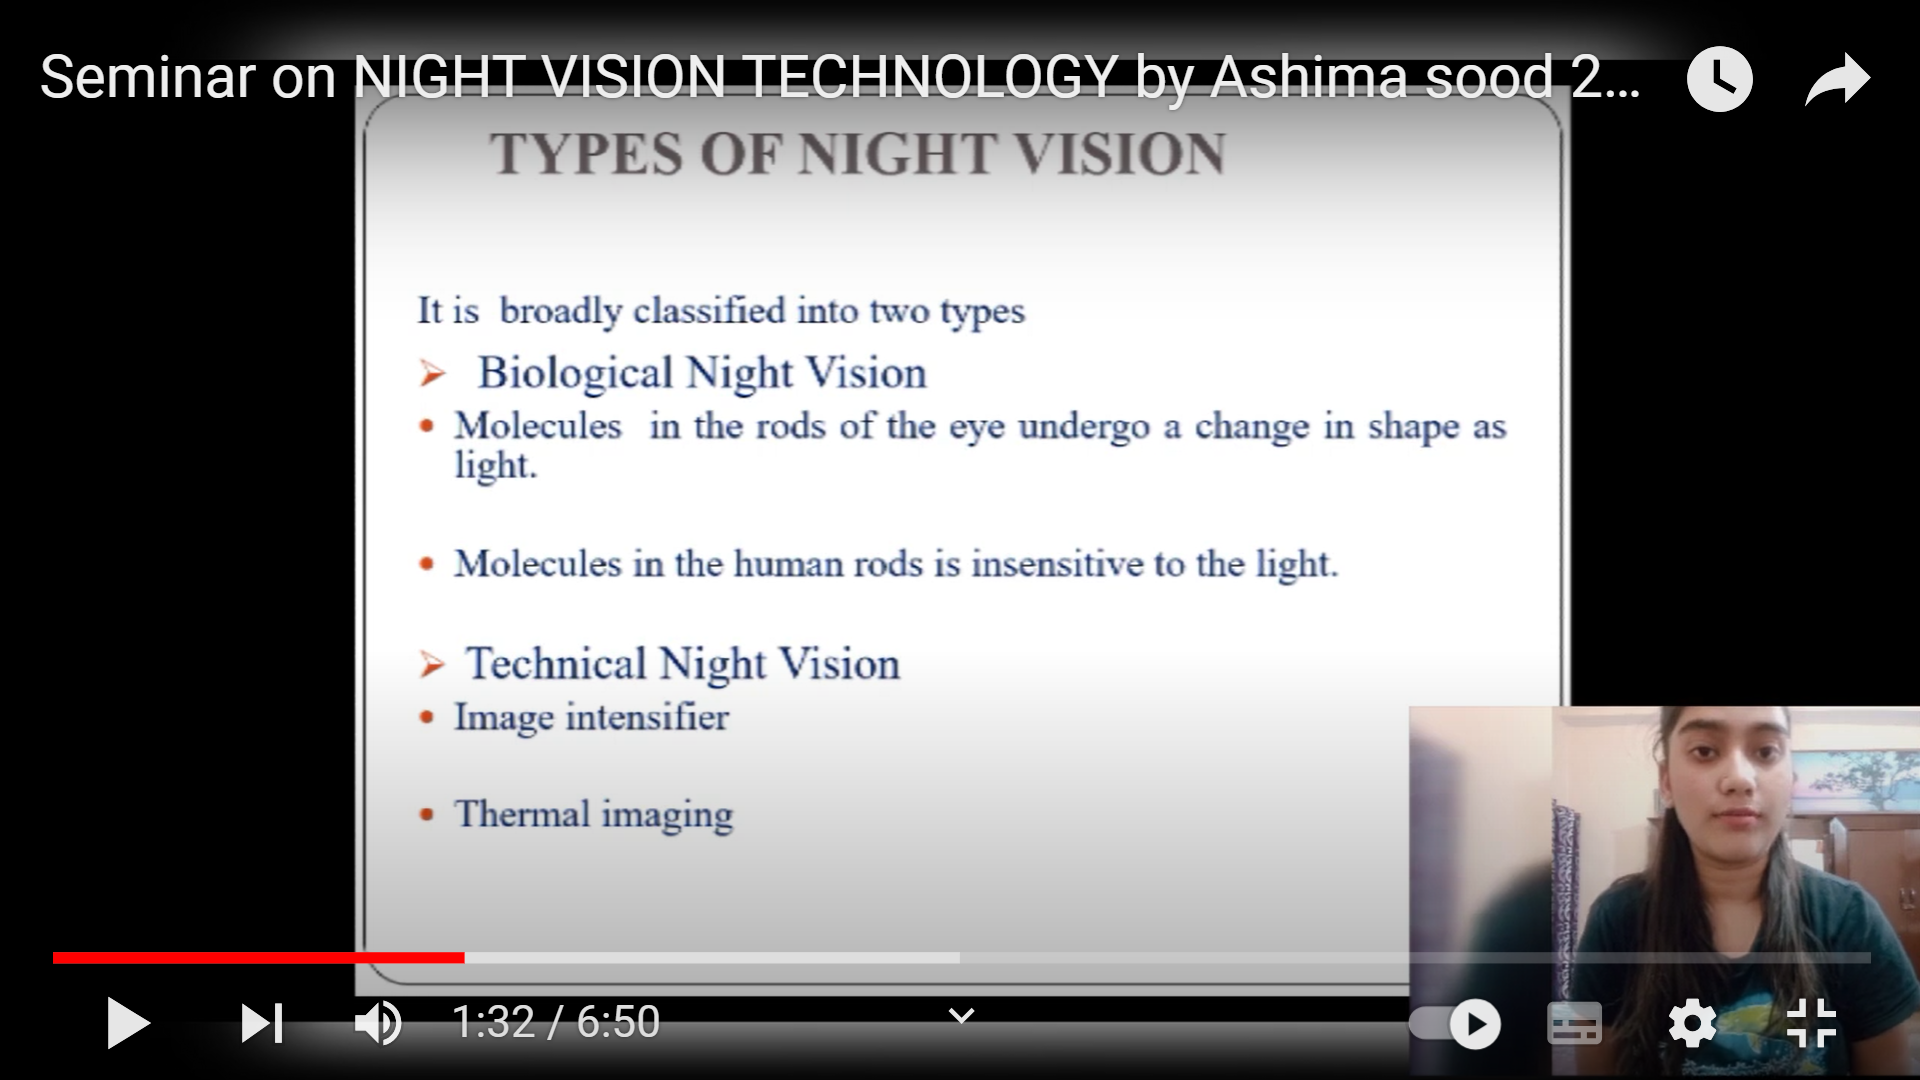 Seminar on NIGHT VISION TECHNOLOGY by Ashima sood 2...
TYPES OF NIGHT VISION
It is broadly classified into two types
Biological Night Vision
Molecules in the rods of the eye undergo a change in shape as
light.
Molecules in the human rods is insensitive to the light.
Technical Night Vision
Image intensifier
Thermal imaging
1:32 / 6:50